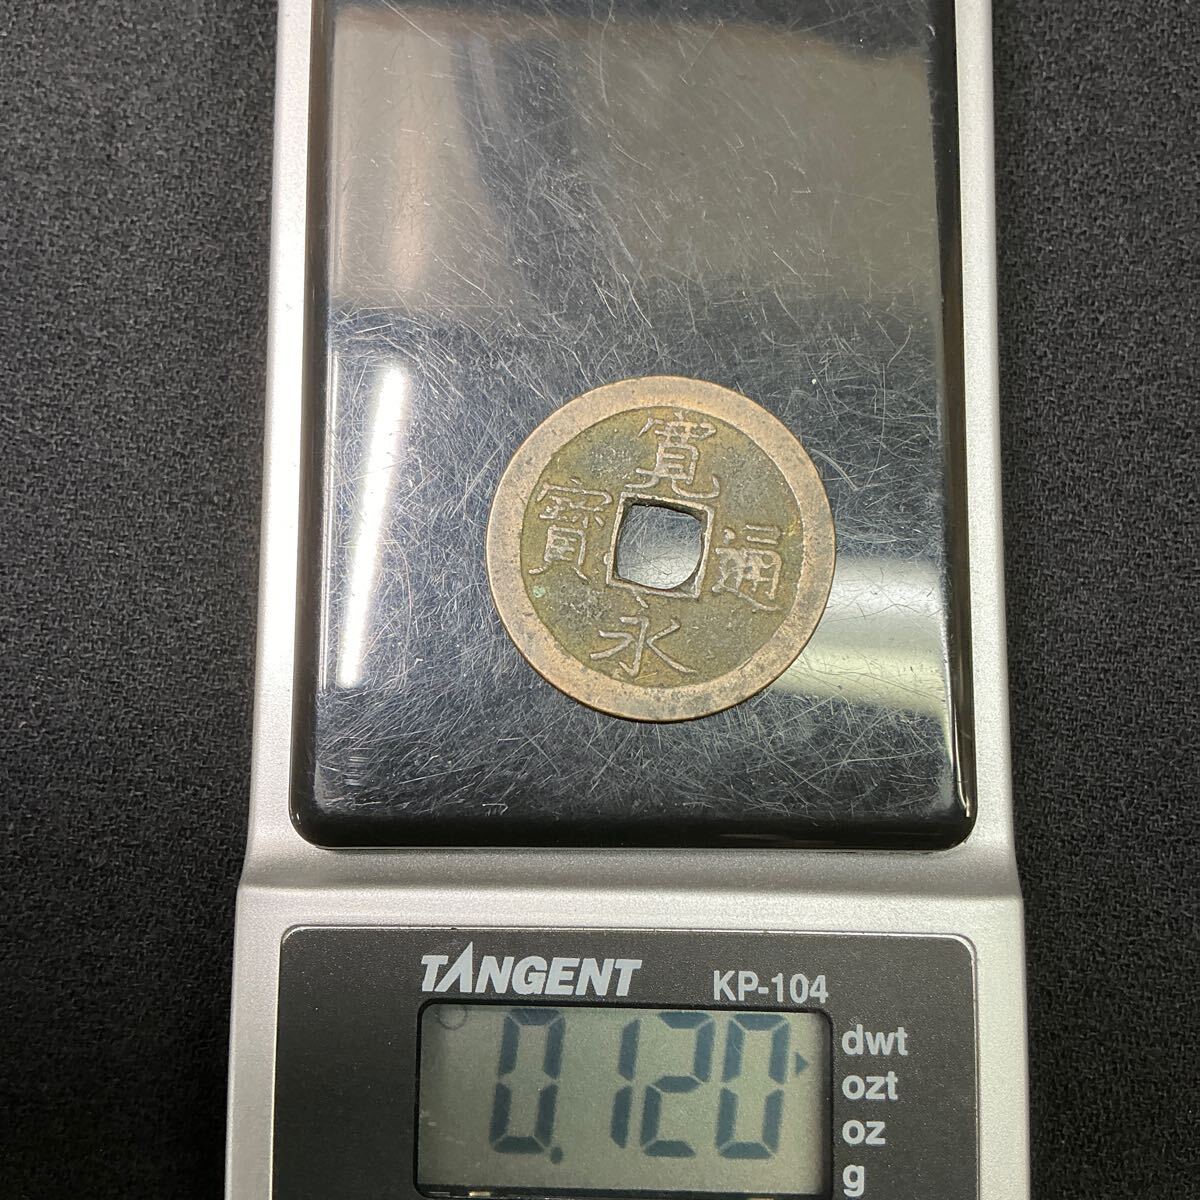 寛永通寳
TANGENT KP-104
0.120
dwt
ozt
oz
g